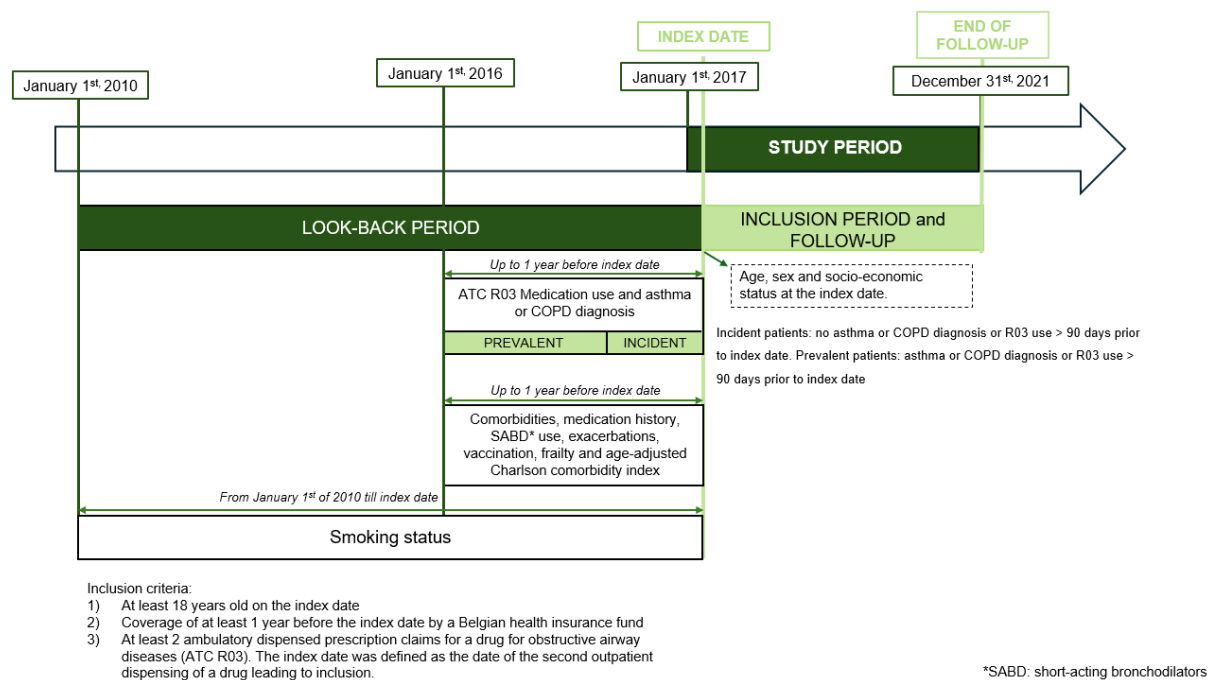 INDEX DATE
END OF
FOLLOW-UP
January 1st, 2010
January 1st, 2016
January 1st, 2017
December 31st, 2021
STUDY PERIOD
LOOK-BACK PERIOD
INCLUSION PERIOD and
FOLLOW-UP
Up to 1 year before index date
ATC R03 Medication use and asthma
or COPD diagnosis
PREVALENT
INCIDENT
Age, sex and socio-economic
status at the index date.
Incident patients: no asthma or COPD diagnosis or R03 use > 90 days prior
to index date. Prevalent patients: asthma or COPD diagnosis or R03 use >
90 days prior to index date
Up to 1 year before index date
Comorbidities, medication history,
SABD* use, exacerbations,
vaccination, frailty and age-adjusted
Charlson comorbidity index
From January 1st of 2010 till index date
Smoking status
Inclusion criteria:
1) At least 18 years old on the index date
2) Coverage of at least 1 year before the index date by a Belgian health insurance fund
3) At least 2 ambulatory dispensed prescription claims for a drug for obstructive airway
diseases (ATC R03). The index date was defined as the date of the second outpatient
dispensing of a drug leading to inclusion.
*SABD: short-acting bronchodilators